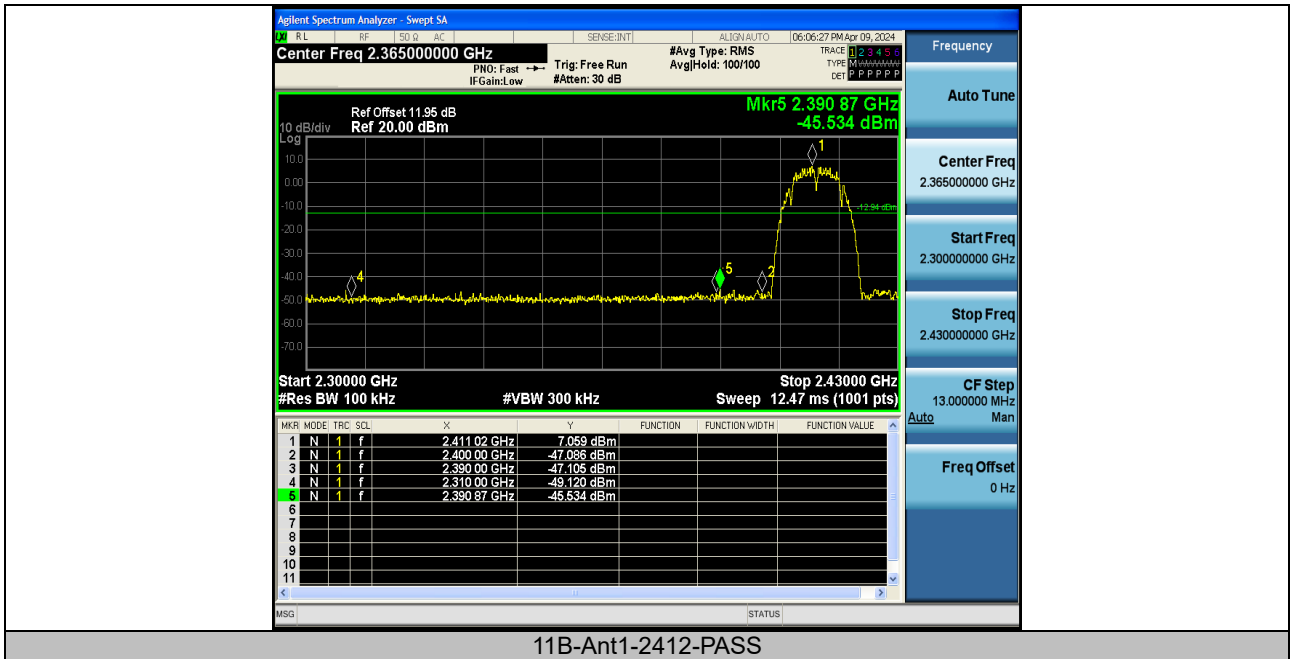 Agilent Spectrum Analyzer - Swept SA
LXI RL RF 50 Ω AC SENSE:INT ALIGN AUTO 06:06:27 PM Apr 09, 2024
Center Freq 2.365000000 GHz
PNO: Fast
IFGain:Low
Trig: Free Run
#Atten: 30 dB
#Avg Type: RMS
Avg|Hold: 100/100
TRACE 1 2 3 4 5 6
TYPE M
DET P P P P P P
Mkr5 2.390 87 GHz
-45.534 dBm
Ref Offset 11.95 dB
10 dB/div Ref 20.00 dBm
Log
10.0
0.00
-10.0
-20.0
-30.0
-40.0
-50.0
-60.0
-70.0
1
-12.94 dBm
4
5
2
Start 2.30000 GHz Stop 2.43000 GHz
#Res BW 100 kHz #VBW 300 kHz Sweep 12.47 ms (1001 pts)
MKR MODE TRC SCL X Y FUNCTION FUNCTION WIDTH FUNCTION VALUE
1 N 1 f 2.411 02 GHz 7.059 dBm
2 N 1 f 2.400 00 GHz -47.086 dBm
3 N 1 f 2.390 00 GHz -47.105 dBm
4 N 1 f 2.310 00 GHz -49.120 dBm
5 N 1 f 2.390 87 GHz -45.534 dBm
6
7
8
9
10
11
MSG STATUS
Frequency
Auto Tune
Center Freq
2.365000000 GHz
Start Freq
2.300000000 GHz
Stop Freq
2.430000000 GHz
CF Step
13.000000 MHz
Auto Man
Freq Offset
0 Hz
11B-Ant1-2412-PASS